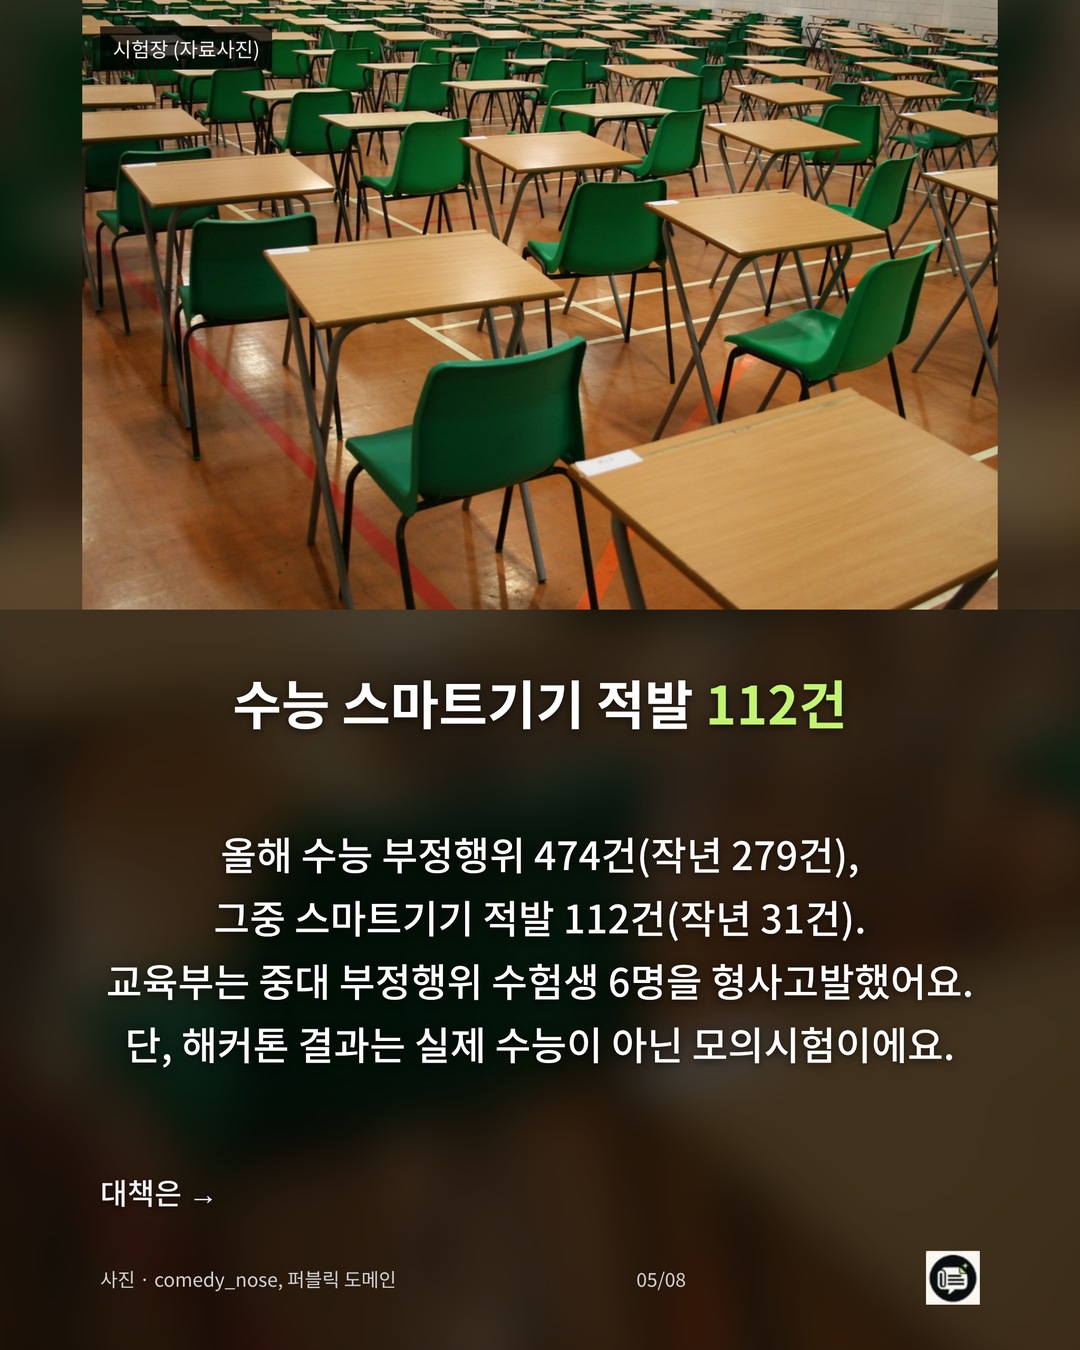 시험장 (자료사진)
수능 스마트기기 적발 112건
올해 수능 부정행위 474건(작년 279건),
그중 스마트기기 적발 112건(작년 31건).
교육부는 중대 부정행위 수험생 6명을 형사고발했어요.
단, 해커톤 결과는 실제 수능이 아닌 모의시험이에요.
대책은 →
사진 · comedy_nose, 퍼블릭 도메인
05/08